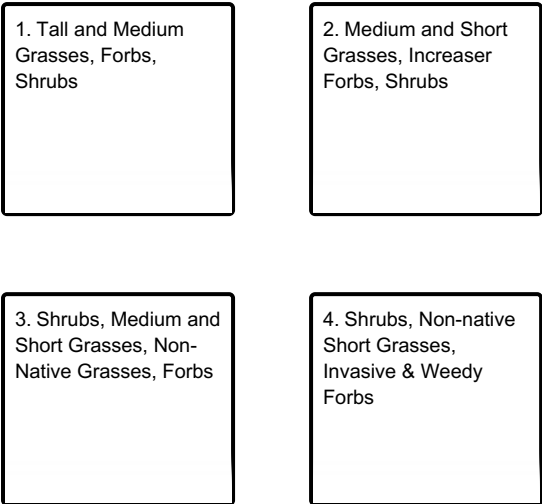 1. Tall and Medium
Grasses, Forbs,
Shrubs
2. Medium and Short
Grasses, Increaser
Forbs, Shrubs
3. Shrubs, Medium and
Short Grasses, Non-
Native Grasses, Forbs
4. Shrubs, Non-native
Short Grasses,
Invasive & Weedy
Forbs